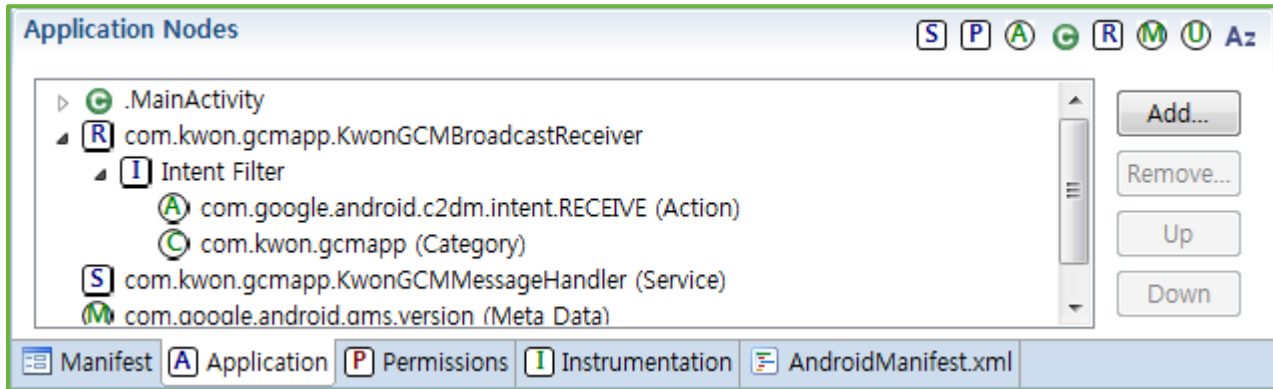 Application Nodes
S P A C R M U Az
.MainActivity
R com.kwon.gcmapp.KwonGCMBroadcastReceiver
I Intent Filter
A com.google.android.c2dm.intent.RECEIVE (Action)
C com.kwon.gcmapp (Category)
S com.kwon.gcmapp.KwonGCMMessageHandler (Service)
M com.google.android.gms.version (Meta Data)
Add...
Remove...
Up
Down
Manifest A Application P Permissions I Instrumentation AndroidManifest.xml